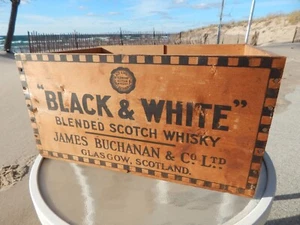 "BLACK & WHITE"
BLENDED SCOTCH WHISKY
JAMES BUCHANAN & CO. LTD
GLASGOW, SCOTLAND.